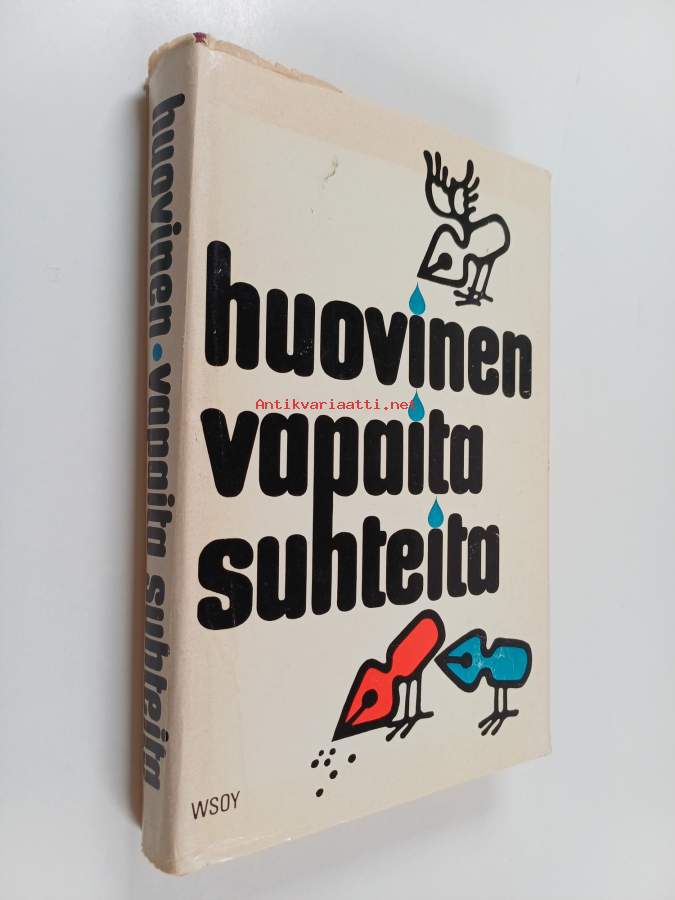 huovinen • vapaita suhteita
huovinen
Antikvariaatti.net
vapaita
suhteita
WSOY